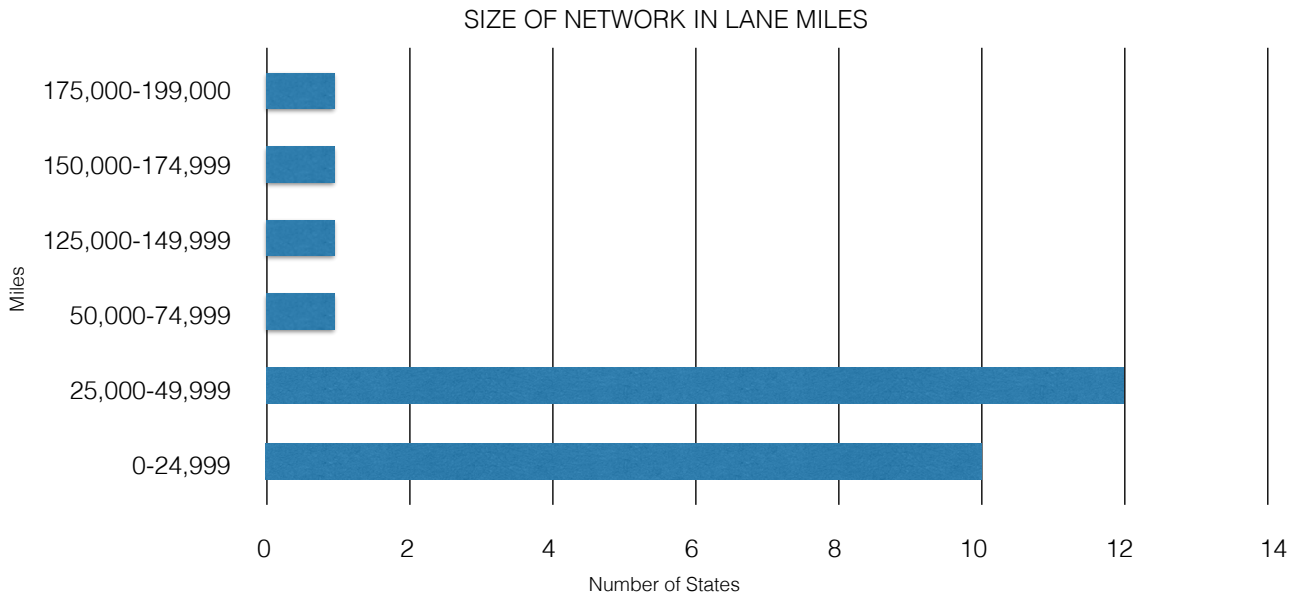 SIZE OF NETWORK IN LANE MILES
175,000-199,000
150,000-174,999
125,000-149,999
50,000-74,999
25,000-49,999
0-24,999
Miles
0 2 4 6 8 10 12 14
Number of States